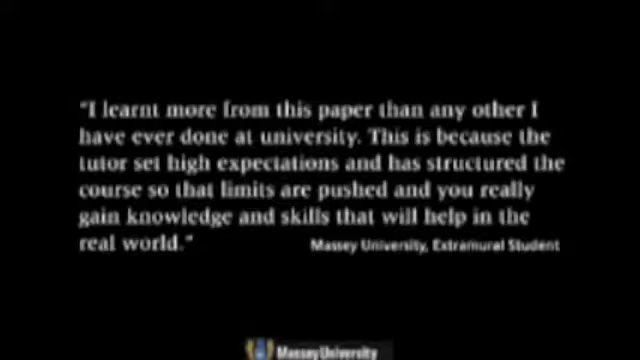 "I learnt more from this paper than any other I
have ever done at university. This is because the
tutor set high expectations and has structured the
course so that limits are pushed and you really
gain knowledge and skills that will help in the
real world."
Massey University, Extramural Student
Massey University